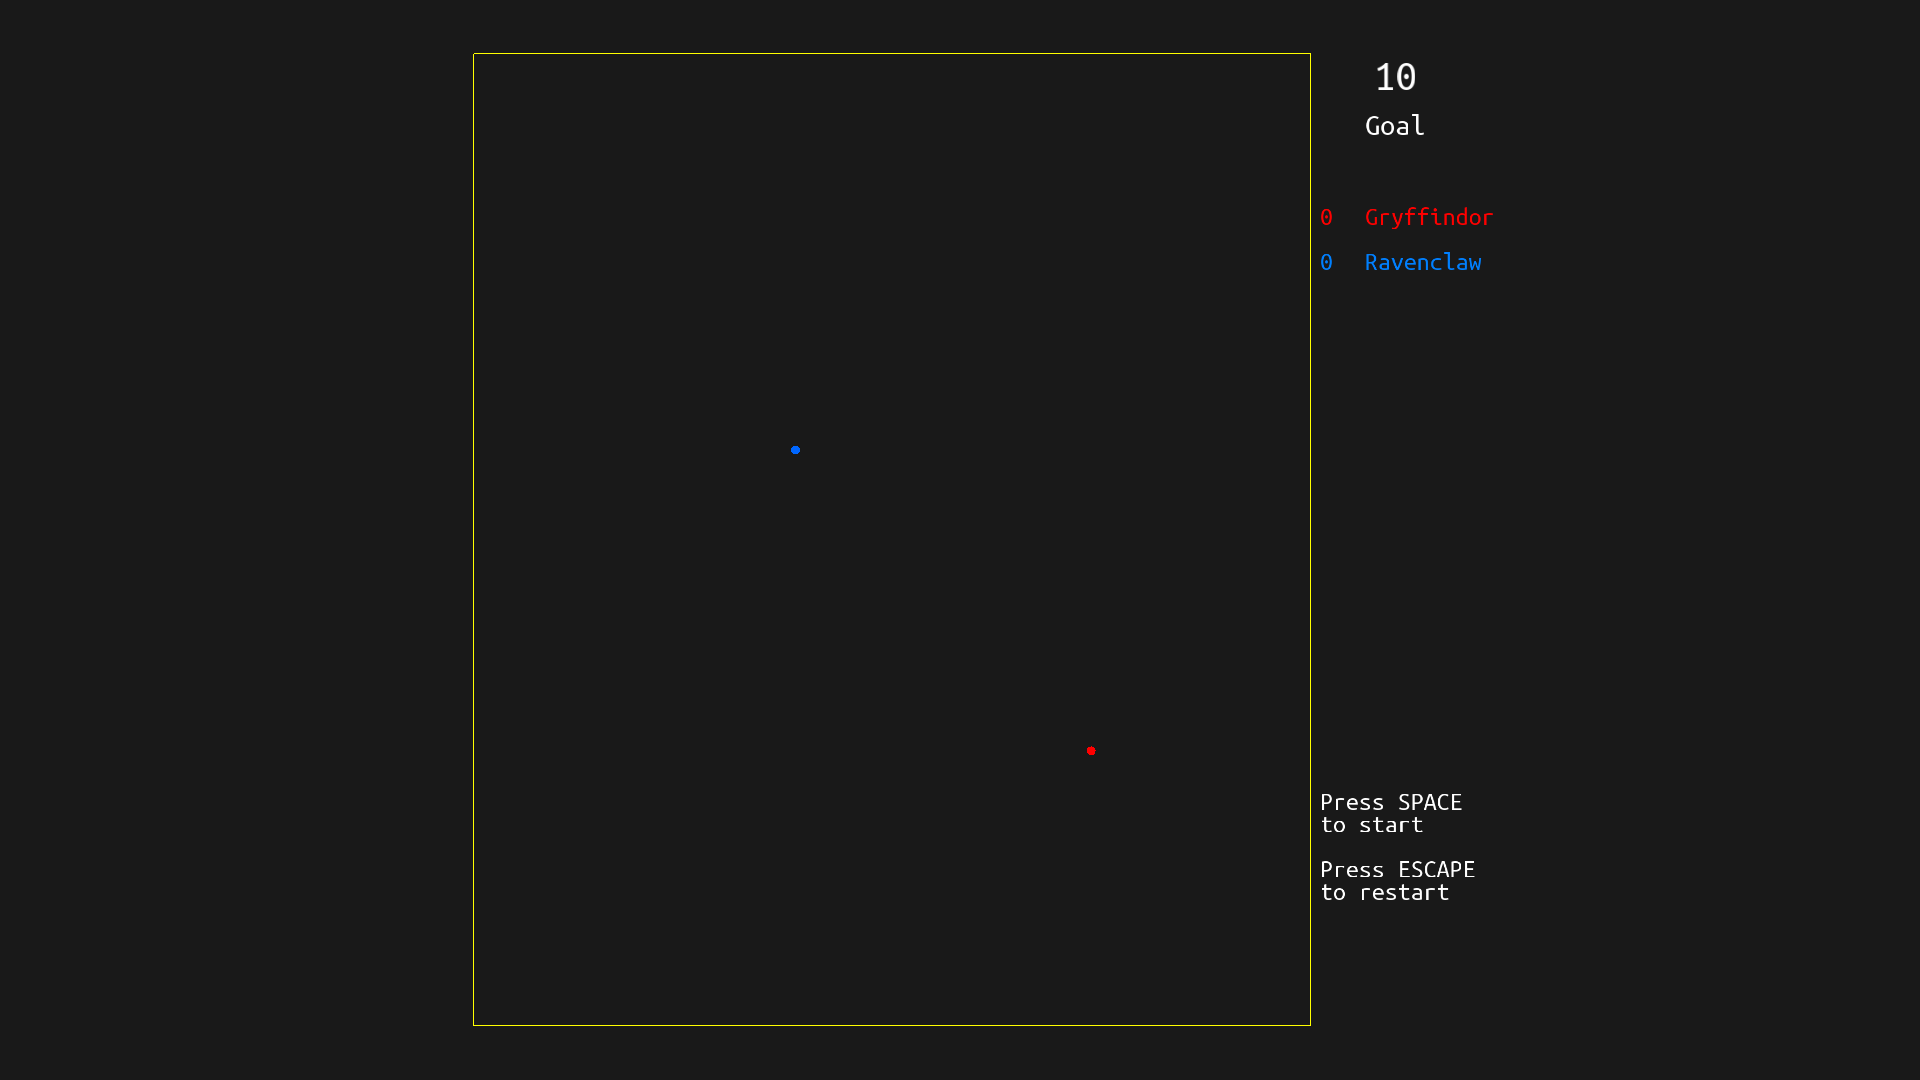 10
Goal
0 Gryffindor
0 Ravenclaw
Press SPACE
to start
Press ESCAPE
to restart